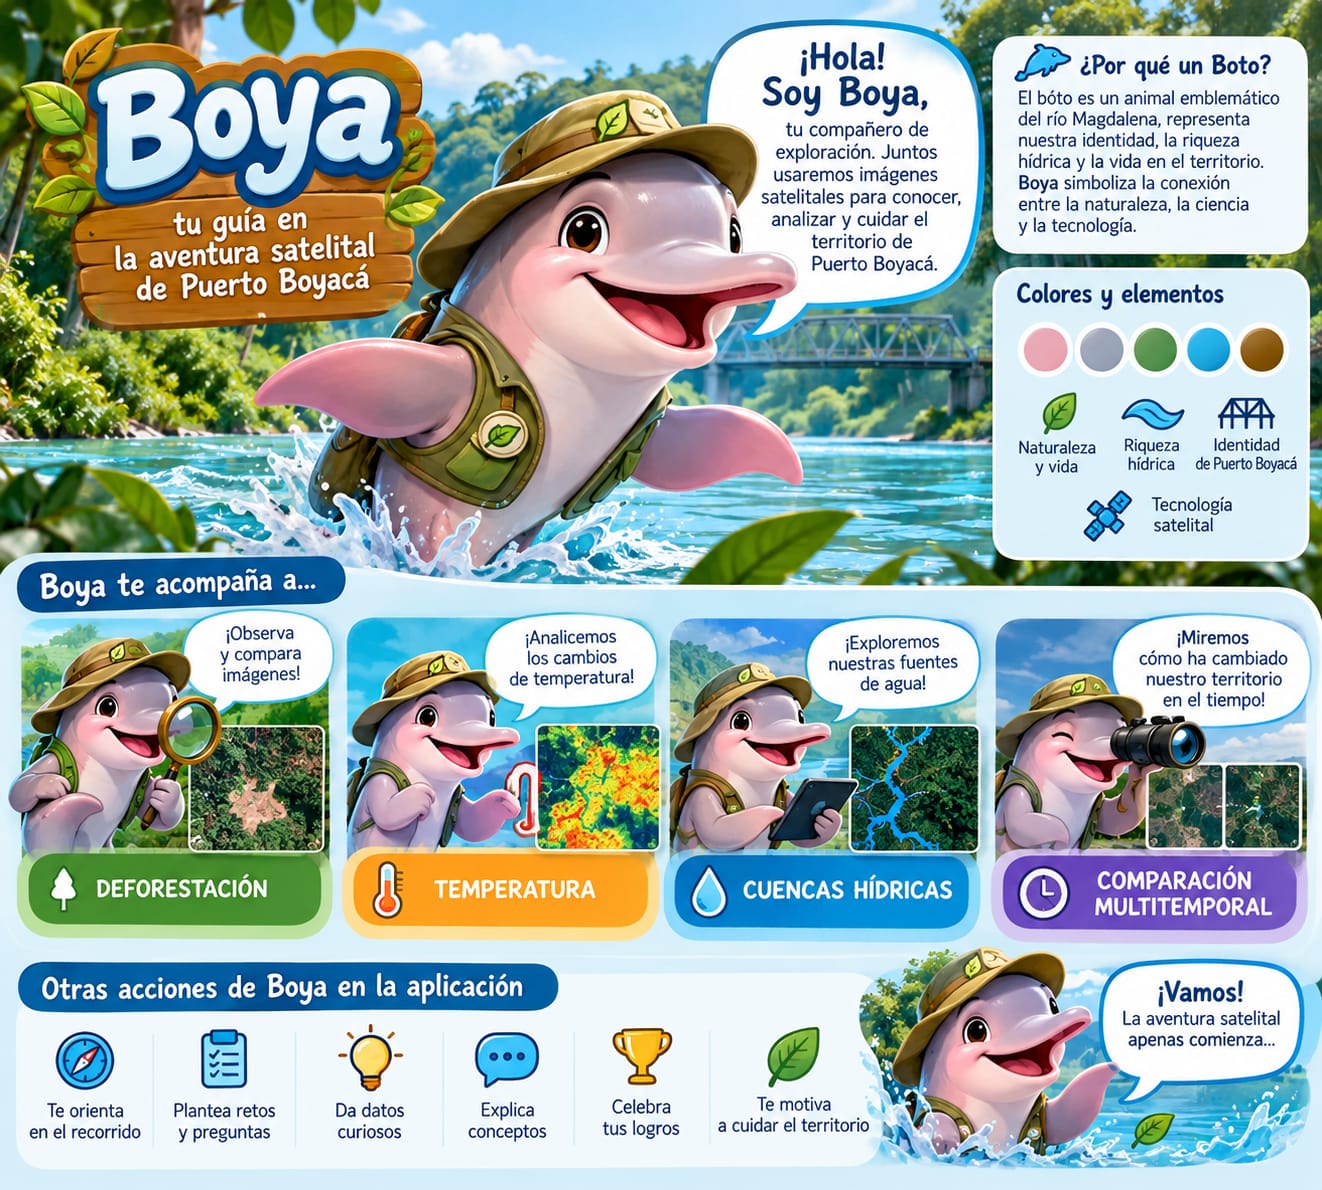 Boya
tu guía en
la aventura satelital
de Puerto Boyacá
¡Hola!
Soy Boya,
tu compañero de
exploración. Juntos
usaremos imágenes
satelitales para conocer,
analizar y cuidar el
territorio de
Puerto Boyacá.
¿Por qué un Boto?
El bóto es un animal emblemático
del río Magdalena, representa
nuestra identidad, la riqueza
hídrica y la vida en el territorio.
Boya simboliza la conexión
entre la naturaleza, la ciencia
y la tecnología.
Colores y elementos
Naturaleza
y vida
Riqueza
hídrica
Identidad
de Puerto Boyacá
Tecnología
satelital
Boya te acompaña a...
¡Observa
y compara
imágenes!
DEFORESTACIÓN
¡Analicemos
los cambios
de temperatura!
TEMPERATURA
¡Exploremos
nuestras fuentes
de agua!
CUENCAS HÍDRICAS
¡Miremos
cómo ha cambiado
nuestro territorio
en el tiempo!
COMPARACIÓN
MULTITEMPORAL
Otras acciones de Boya en la aplicación
Te orienta
en el recorrido
Plantea retos
y preguntas
Da datos
curiosos
Explica
conceptos
Celebra
tus logros
Te motiva
a cuidar el territorio
¡Vamos!
La aventura satelital
apenas comienza...